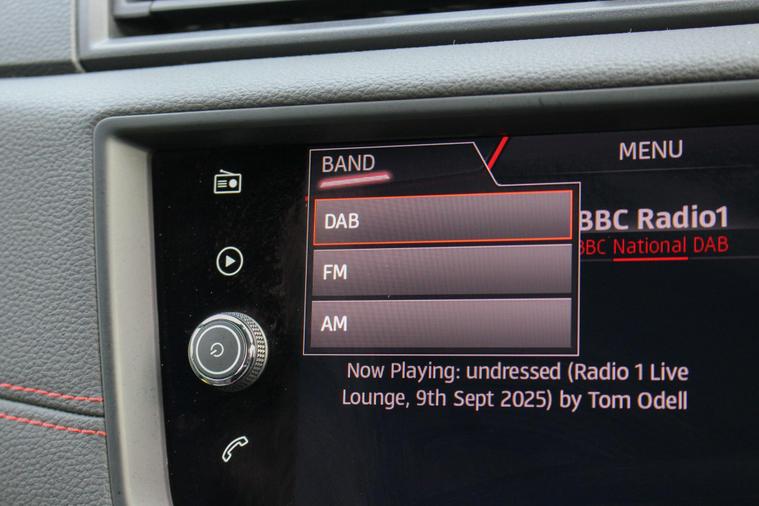 BAND
MENU
DAB
FM
AM
BBC Radio1
BBC National DAB
Now Playing: undressed (Radio 1 Live
Lounge, 9th Sept 2025) by Tom Odell